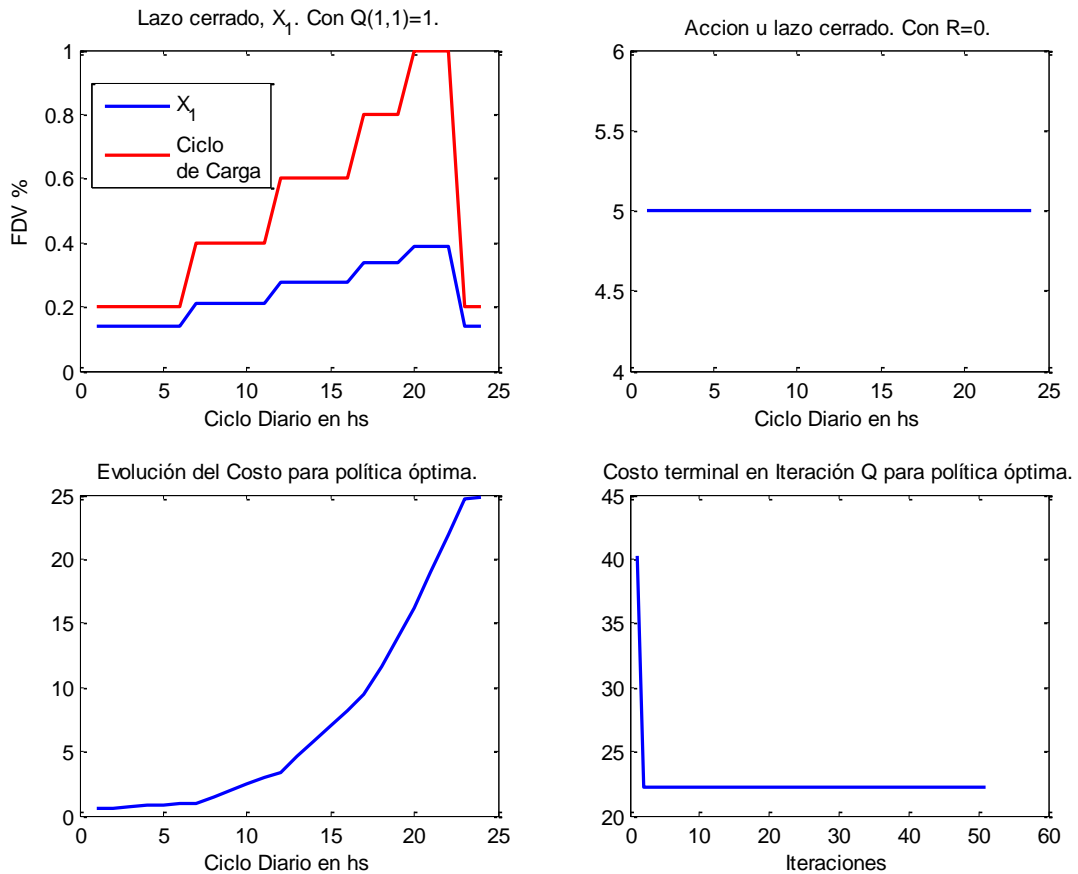 Lazo cerrado, X1. Con Q(1,1)=1.
1
0.8
0.6
0.4
0.2
0
FDV %
X1
Ciclo
de Carga
0 5 10 15 20 25
Ciclo Diario en hs
Accion u lazo cerrado. Con R=0.
6
5.5
5
4.5
4
0 5 10 15 20 25
Ciclo Diario en hs
Evolución del Costo para política óptima.
25
20
15
10
5
0
0 5 10 15 20 25
Ciclo Diario en hs
Costo terminal en Iteración Q para política óptima.
45
40
35
30
25
20
0 10 20 30 40 50 60
Iteraciones